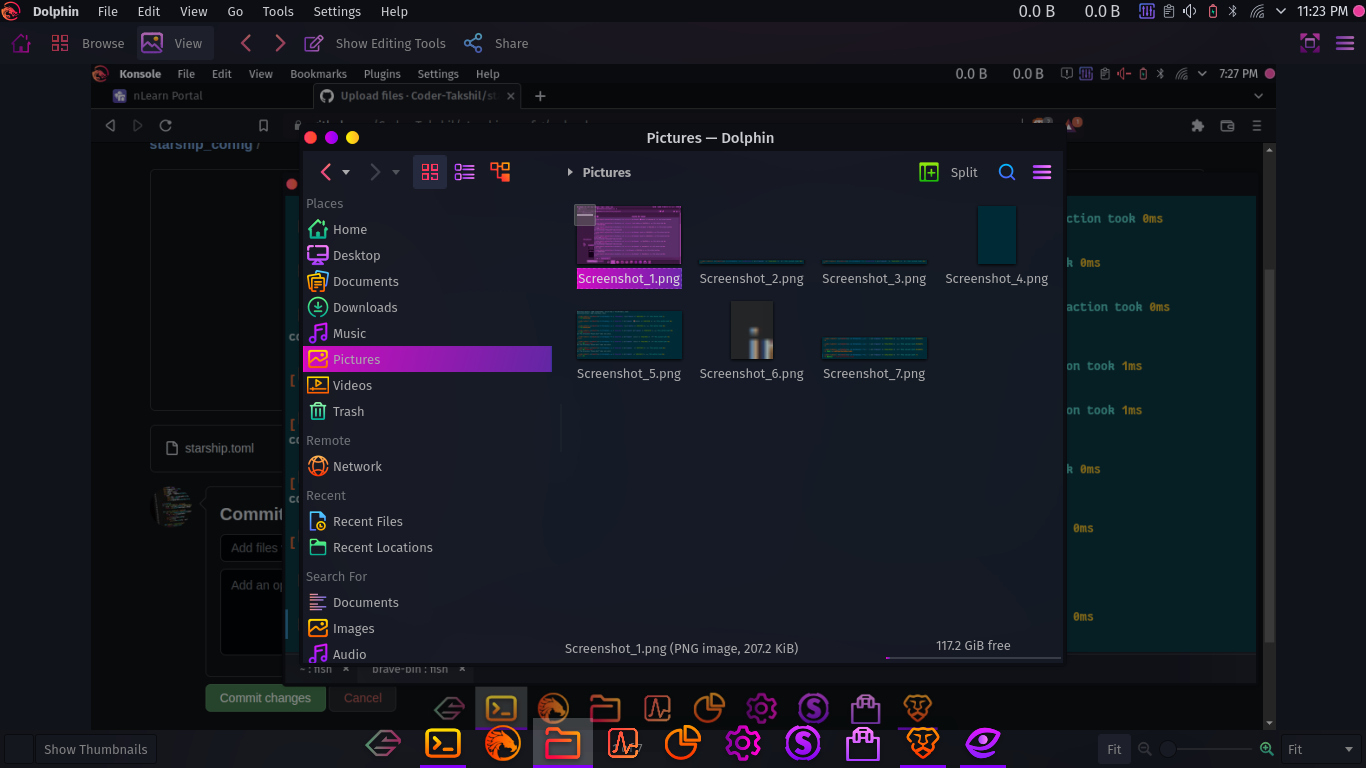 Dolphin File Edit View Go Tools Settings Help 0.0 B 0.0 B 11:23 PM
Browse View Show Editing Tools Share
Konsole File Edit View Bookmarks Plugins Settings Help 0.0 B 0.0 B 7:27 PM
nLearn Portal Upload files · Coder-Takshil/st
Pictures — Dolphin
starship_config /
Pictures Split
Places
Home
Desktop
Documents
Downloads
Music
Pictures
Videos
Trash
Remote
Network
Recent
Recent Files
Recent Locations
Search For
Documents
Images
Audio
Screenshot_1.png Screenshot_2.png Screenshot_3.png Screenshot_4.png
Screenshot_5.png Screenshot_6.png Screenshot_7.png
Screenshot_1.png (PNG image, 207.2 KiB) 117.2 GiB free
ction took 0ms
k 0ms
action took 0ms
on took 1ms
on took 1ms
k 0ms
0ms
0ms
starship.toml
Commit
Add files
Add an op
Commit changes Cancel
~ : fish brave-bin : fish
Show Thumbnails Fit Fit